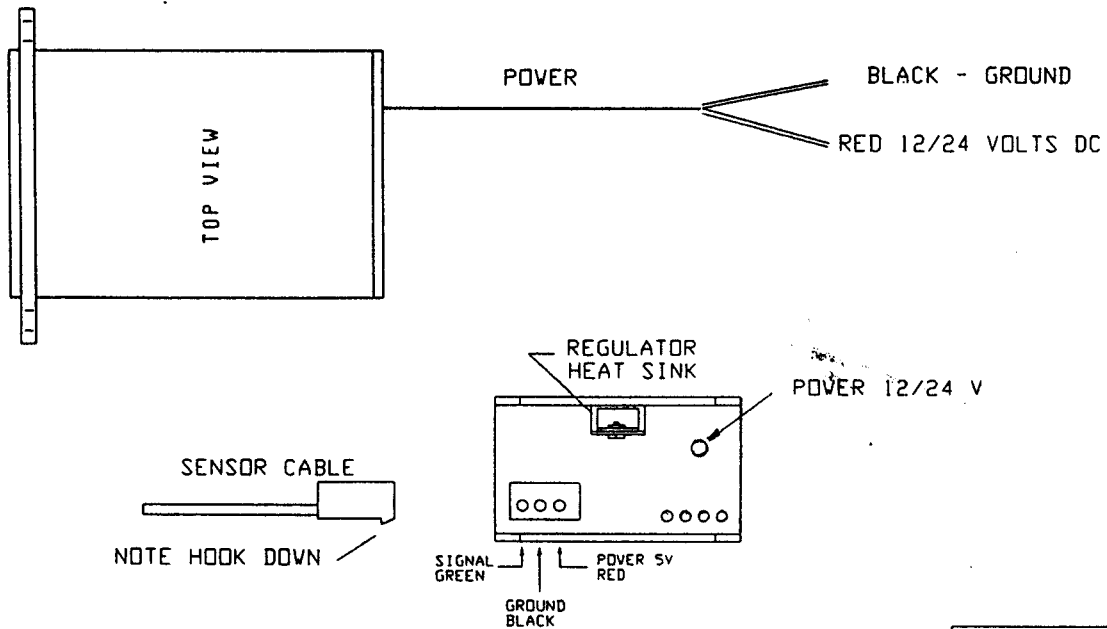 POWER
BLACK - GROUND
RED 12/24 VOLTS DC
TOP VIEW
REGULATOR
HEAT SINK
POWER 12/24 V
SENSOR CABLE
NOTE HOOK DOWN
SIGNAL
GREEN
POWER 5V
RED
GROUND
BLACK